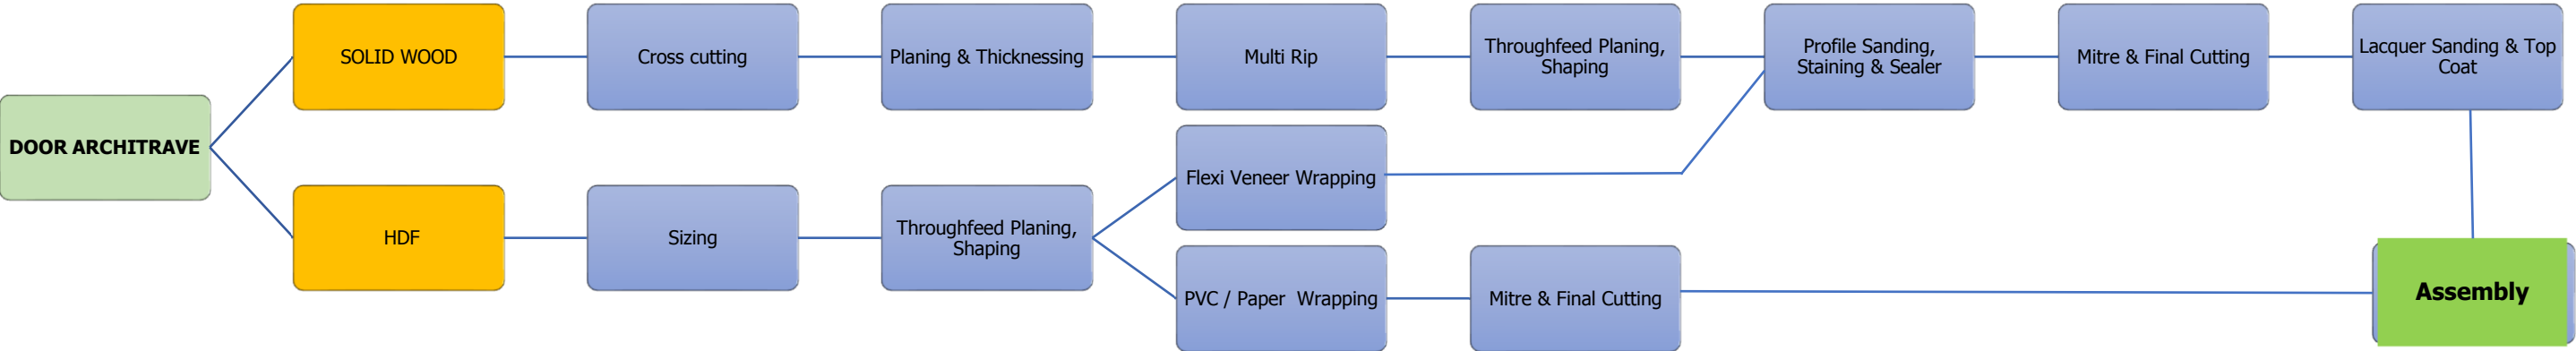 SOLID WOOD
Cross cutting
Planing & Thicknessing
Multi Rip
Throughfeed Planing,
Shaping
Profile Sanding,
Staining & Sealer
Mitre & Final Cutting
Lacquer Sanding & Top
Coat
DOOR ARCHITRAVE
Flexi Veneer Wrapping
HDF
Sizing
Throughfeed Planing,
Shaping
PVC / Paper  Wrapping
Mitre & Final Cutting
Assembly